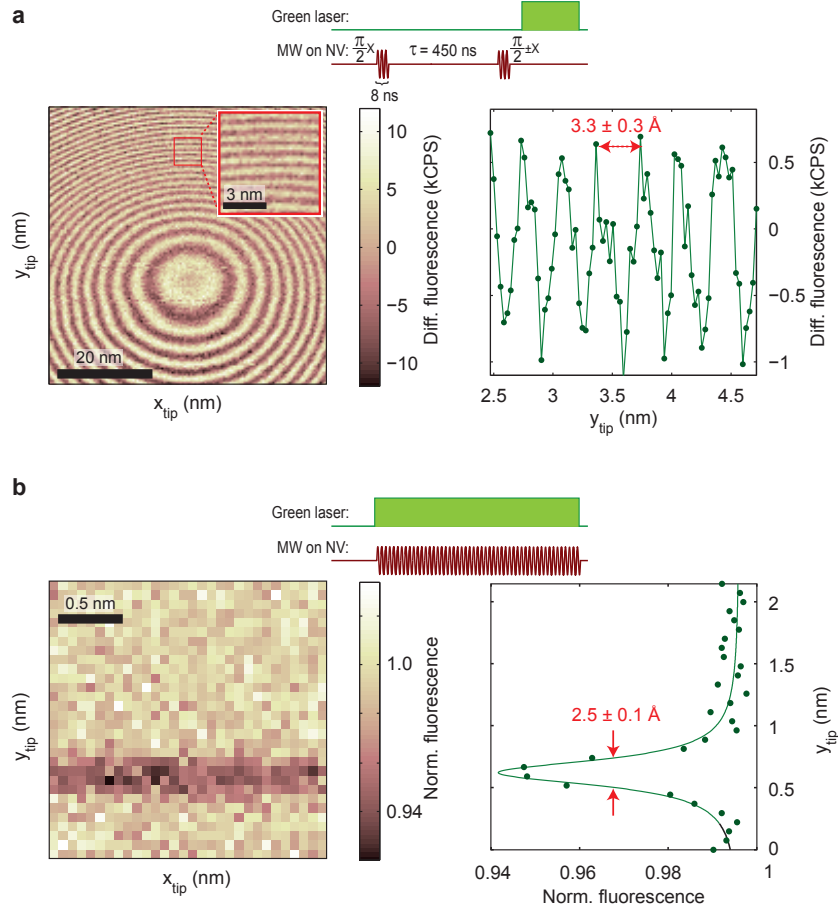 a
Green laser:
MW on NV: π/2 X τ = 450 ns π/2 ±X
8 ns
3 nm
20 nm
y_tip (nm)
x_tip (nm)
10
5
0
−5
−10
Diff. fluorescence (kCPS)
3.3 ± 0.3 Å
0.5
0
−0.5
−1
Diff. fluorescence (kCPS)
2.5 3 3.5 4 4.5
y_tip (nm)
b
Green laser:
MW on NV:
0.5 nm
y_tip (nm)
x_tip (nm)
1.0
0.94
Norm. fluorescence
2.5 ± 0.1 Å
2
1.5
1
0.5
0
y_tip (nm)
0.94 0.96 0.98 1
Norm. fluorescence